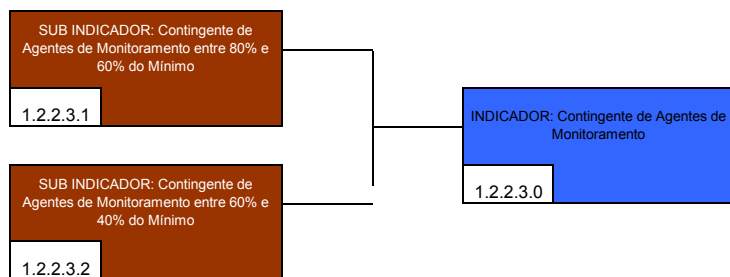 SUB INDICADOR: Contingente de
Agentes de Monitoramento entre 80% e
60% do Mínimo
1.2.2.3.1
INDICADOR: Contingente de Agentes de
Monitoramento
1.2.2.3.0
SUB INDICADOR: Contingente de
Agentes de Monitoramento entre 60% e
40% do Mínimo
1.2.2.3.2